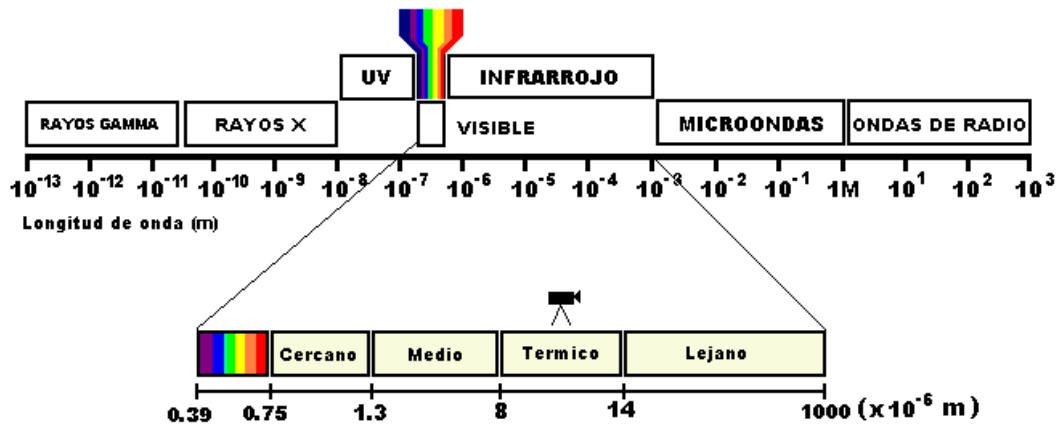 UV INFRARROJO
RAYOS GAMMA RAYOS X VISIBLE MICROONDAS ONDAS DE RADIO
10⁻¹³ 10⁻¹² 10⁻¹¹ 10⁻¹⁰ 10⁻⁹ 10⁻⁸ 10⁻⁷ 10⁻⁶ 10⁻⁵ 10⁻⁴ 10⁻³ 10⁻² 10⁻¹ 1M 10¹ 10² 10³
Longitud de onda (m)
Cercano Medio Termico Lejano
0.39 0.75 1.3 8 14 1000 (x10⁻⁶ m)